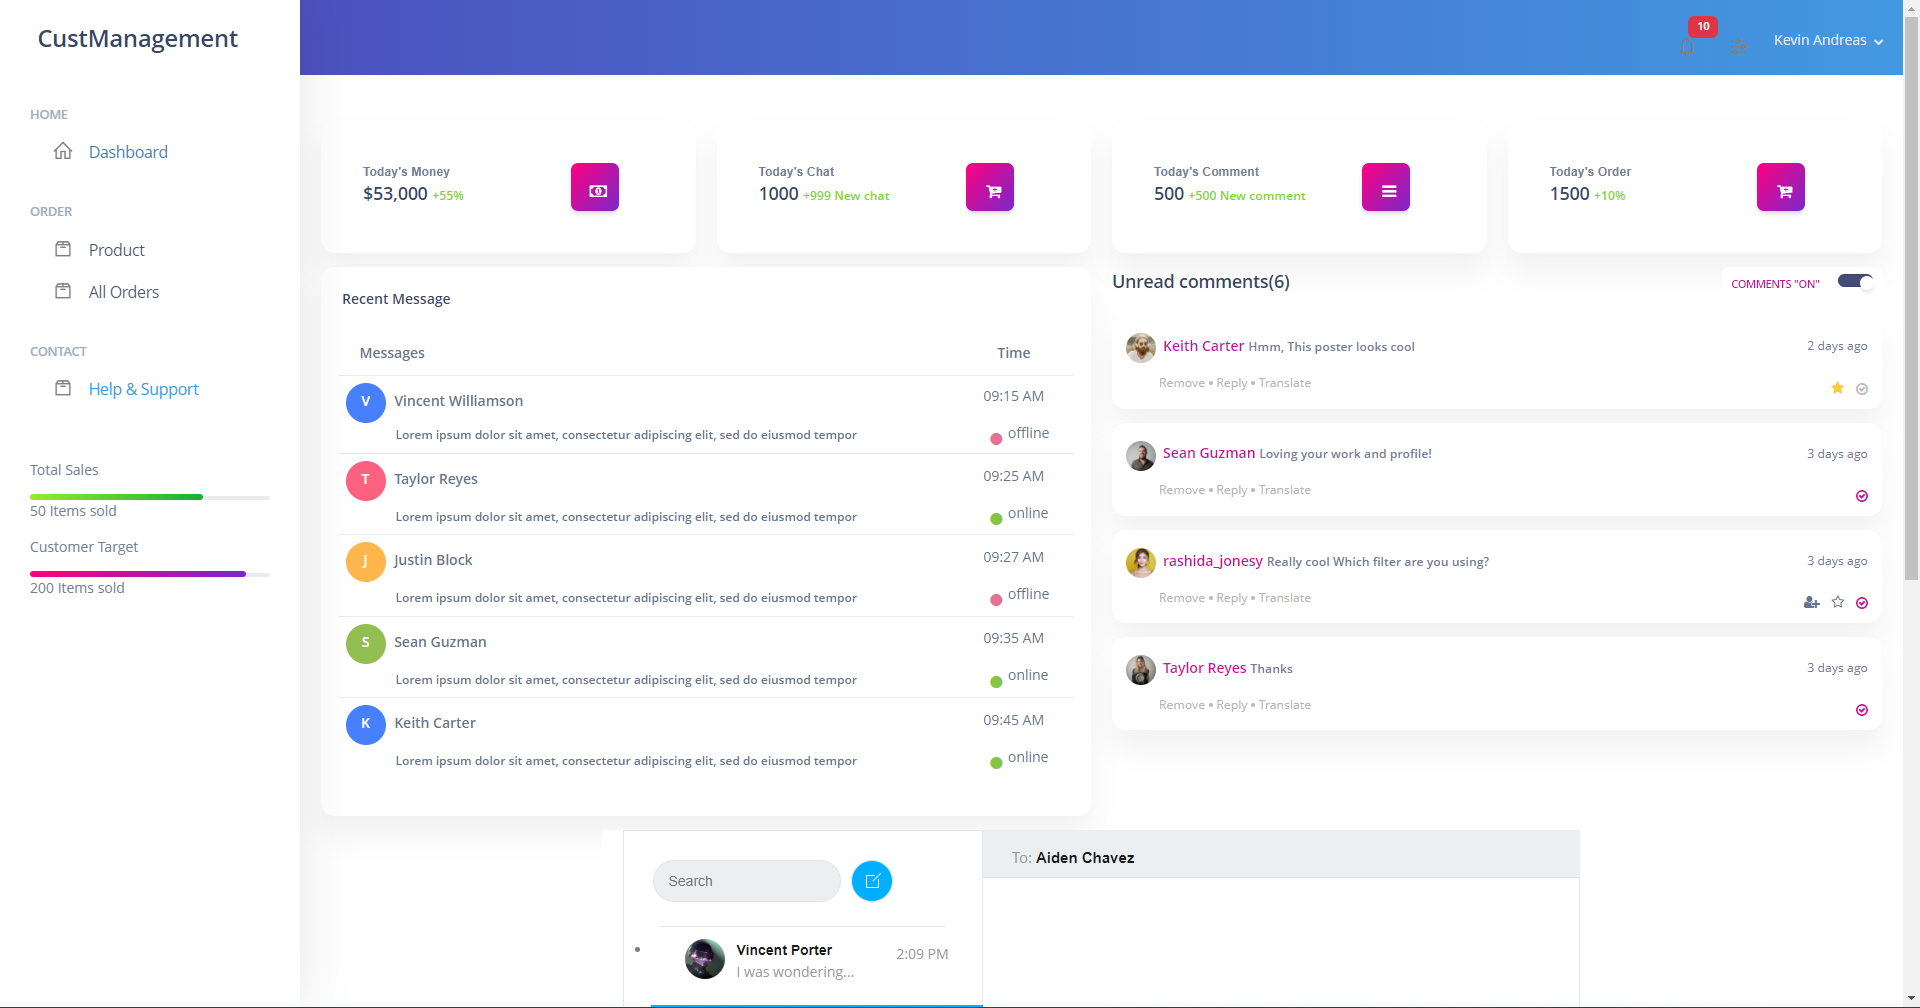 CustManagement
10
Kevin Andreas
HOME
Dashboard
ORDER
Product
All Orders
CONTACT
Help & Support
Total Sales
50 Items sold
Customer Target
200 Items sold
Today's Money
$53,000 +55%
Today's Chat
1000 +999 New chat
Today's Comment
500 +500 New comment
Today's Order
1500 +10%
Recent Message
Messages Time
V Vincent Williamson 09:15 AM
Lorem ipsum dolor sit amet, consectetur adipiscing elit, sed do eiusmod tempor offline
T Taylor Reyes 09:25 AM
Lorem ipsum dolor sit amet, consectetur adipiscing elit, sed do eiusmod tempor online
J Justin Block 09:27 AM
Lorem ipsum dolor sit amet, consectetur adipiscing elit, sed do eiusmod tempor offline
S Sean Guzman 09:35 AM
Lorem ipsum dolor sit amet, consectetur adipiscing elit, sed do eiusmod tempor online
K Keith Carter 09:45 AM
Lorem ipsum dolor sit amet, consectetur adipiscing elit, sed do eiusmod tempor online
Unread comments(6) COMMENTS "ON"
Keith Carter Hmm, This poster looks cool 2 days ago
Remove • Reply • Translate
Sean Guzman Loving your work and profile! 3 days ago
Remove • Reply • Translate
rashida_jonesy Really cool Which filter are you using? 3 days ago
Remove • Reply • Translate
Taylor Reyes Thanks 3 days ago
Remove • Reply • Translate
Search
To: Aiden Chavez
Vincent Porter 2:09 PM
I was wondering...